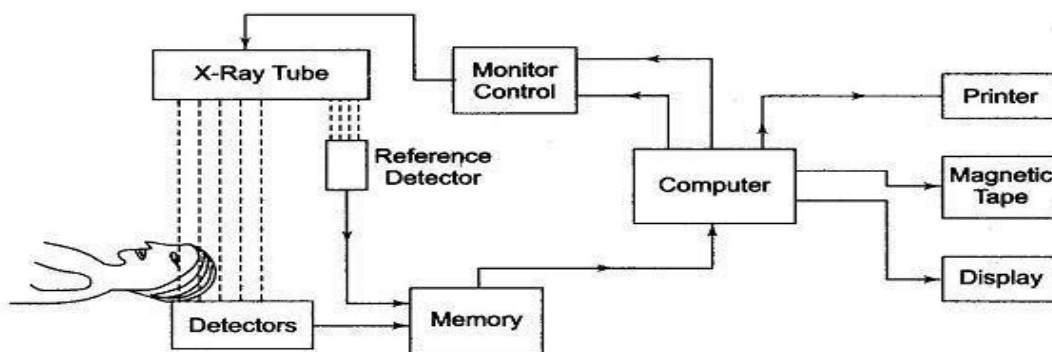 X-Ray Tube
Monitor
Control
Printer
Reference
Detector
Computer
Magnetic
Tape
Display
Detectors
Memory